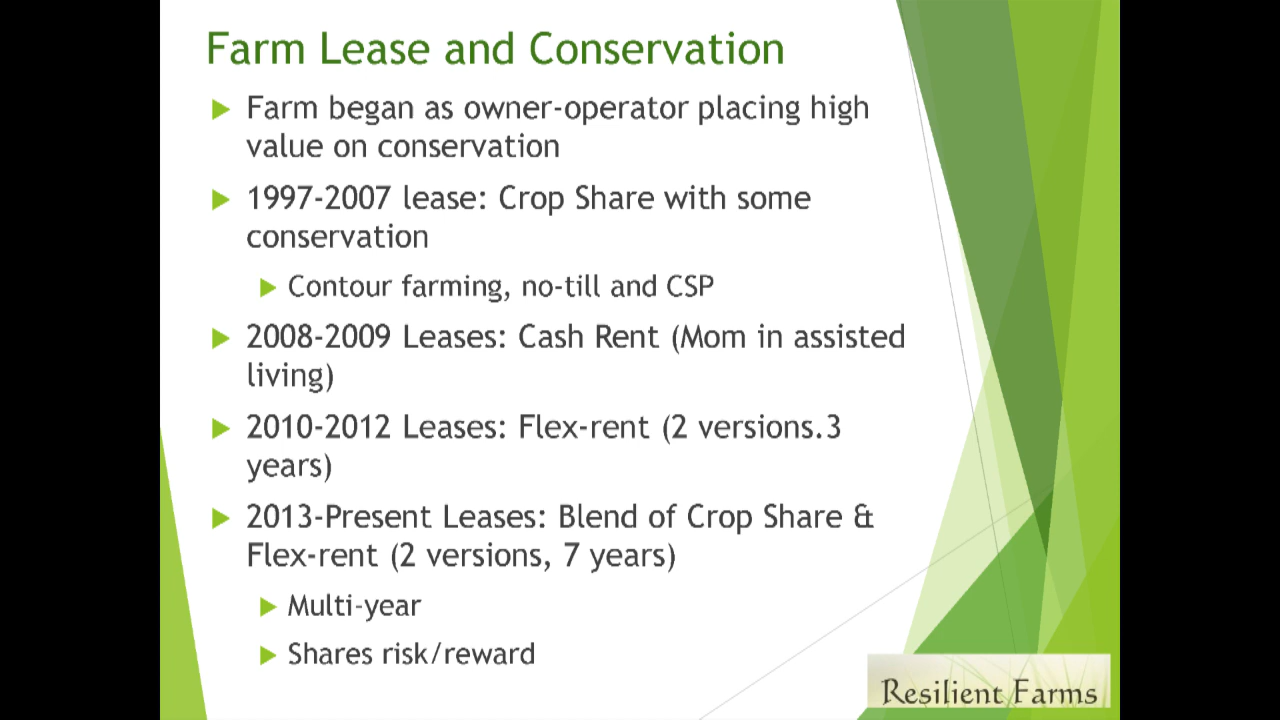 Farm Lease and Conservation
Farm began as owner-operator placing high
value on conservation
1997-2007 lease: Crop Share with some
conservation
Contour farming, no-till and CSP
2008-2009 Leases: Cash Rent (Mom in assisted
living)
2010-2012 Leases: Flex-rent (2 versions.3
years)
2013-Present Leases: Blend of Crop Share &
Flex-rent (2 versions, 7 years)
Multi-year
Shares risk/reward
Resilient Farms